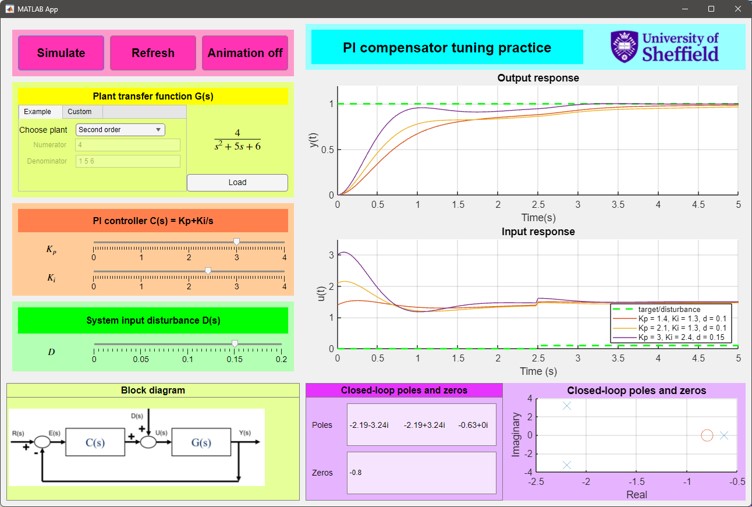 MATLAB App
Simulate
Refresh
Animation off
PI compensator tuning practice
University of
Sheffield
Plant transfer function G(s)
Example
Custom
Choose plant
Second order
Numerator
4
Denominator
1 5 6
4
s² + 5s + 6
Load
PI controller C(s) = Kp+Ki/s
Kp
0 1 2 3 4
Ki
0 1 2 3 4
System input disturbance D(s)
D
0 0.05 0.1 0.15 0.2
Output response
y(t)
1
0.5
0
0 0.5 1 1.5 2 2.5 3 3.5 4 4.5 5
Time(s)
Input response
u(t)
3
2
1
0
target/disturbance
Kp = 1.4, Ki = 1.3, d = 0.1
Kp = 2.1, Ki = 1.3, d = 0.1
Kp = 3, Ki = 2.4, d = 0.15
0 0.5 1 1.5 2 2.5 3 3.5 4 4.5 5
Time (s)
Block diagram
D(s)
R(s) E(s) U(s) Y(s)
+ - + +
C(s) G(s)
Closed-loop poles and zeros
Poles
-2.19-3.24i -2.19+3.24i -0.63+0i
Zeros
-0.8
Closed-loop poles and zeros
Imaginary
4
2
0
-2
-4
-2.5 -2 -1.5 -1 -0.5
Real